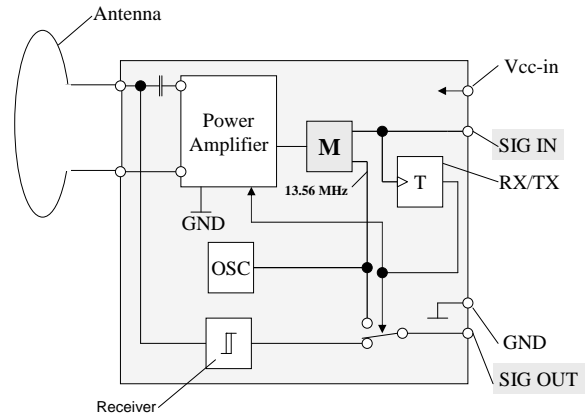 Antenna
Vcc-in
Power
Amplifier
M
SIG IN
13.56 MHz
T
RX/TX
GND
OSC
GND
SIG OUT
Receiver